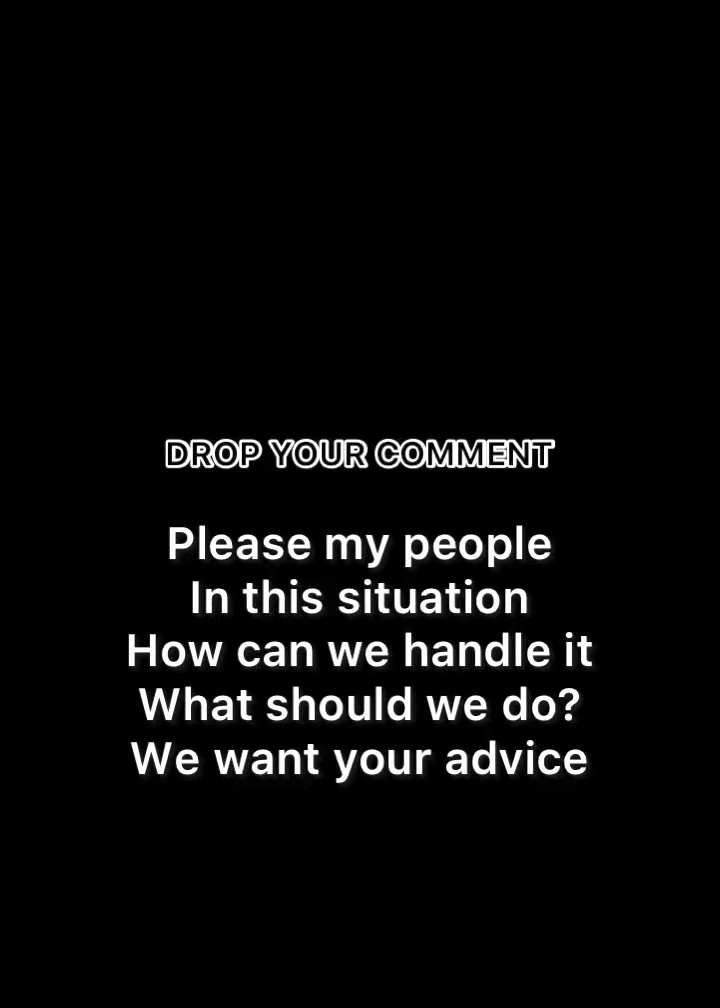 DROP YOUR COMMENT
Please my people
In this situation
How can we handle it
What should we do?
We want your advice